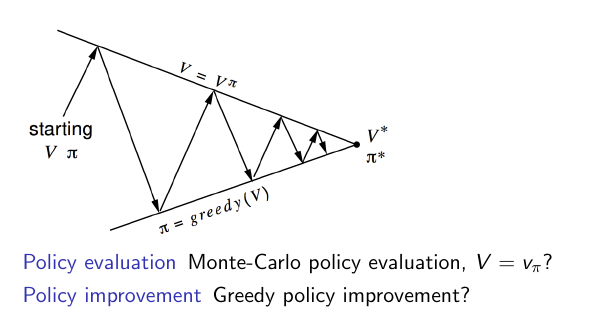 V = Vπ
starting
V π
V*
π*
π = greedy(V)
Policy evaluation Monte-Carlo policy evaluation, V = vπ?
Policy improvement Greedy policy improvement?